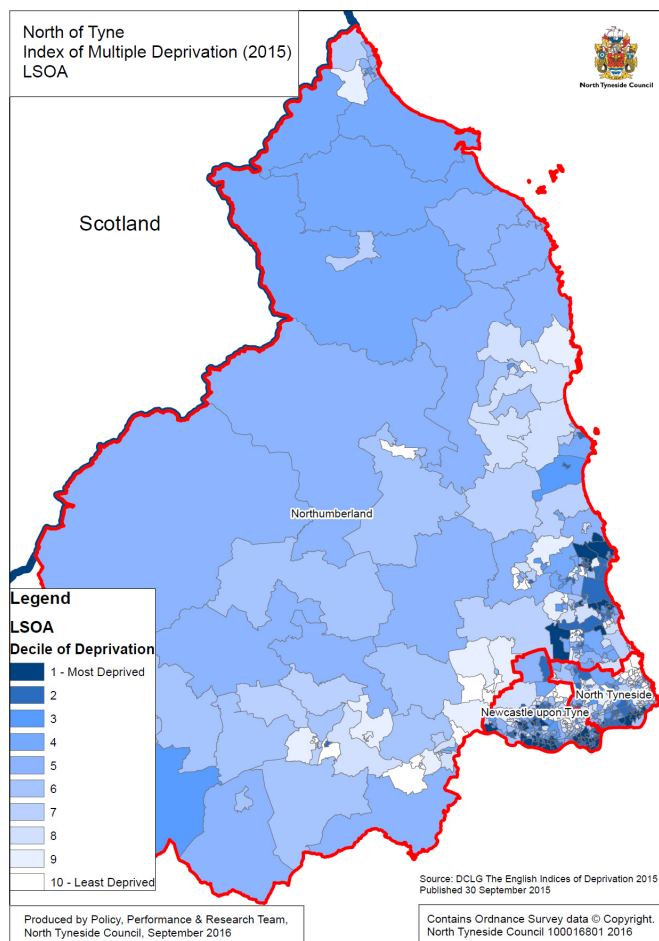 North of Tyne
Index of Multiple Deprivation (2015)
LSOA
North Tyneside Council
Scotland
Northumberland
North Tyneside
Newcastle upon Tyne
Legend
LSOA
Decile of Deprivation
1 - Most Deprived
2
3
4
5
6
7
8
9
10 - Least Deprived
Source: DCLG The English Indices of Deprivation 2015
Published 30 September 2015
Produced by Policy, Performance & Research Team,
North Tyneside Council, September 2016
Contains Ordnance Survey data © Copyright.
North Tyneside Council 100016801 2016